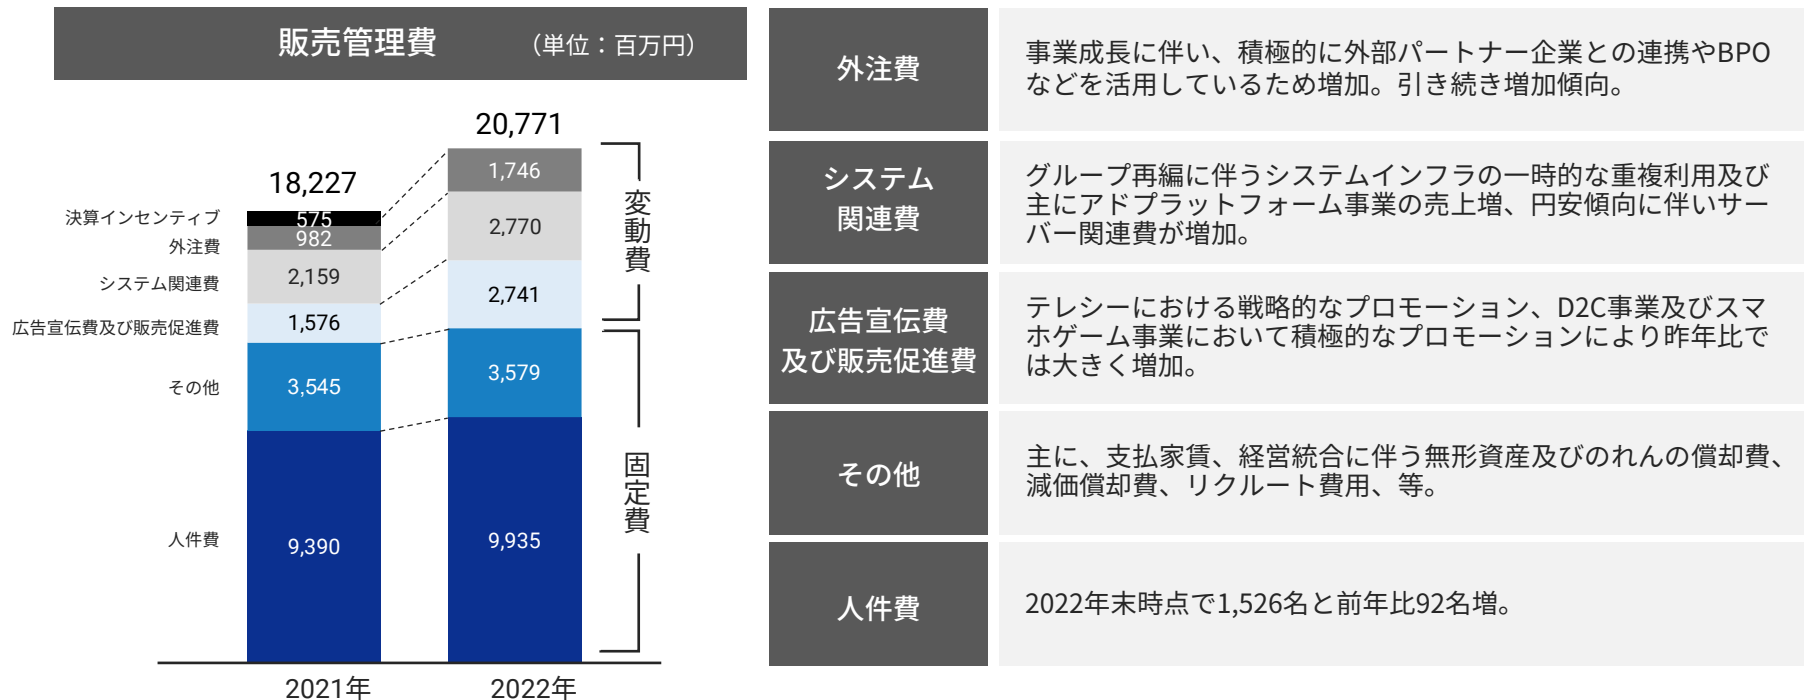 販売管理費 （単位：百万円）
20,771
18,227
決算インセンティブ
外注費
システム関連費
広告宣伝費及び販売促進費
その他
人件費
575
982
2,159
1,576
3,545
9,390
1,746
2,770
2,741
3,579
9,935
変動費
固定費
2021年
2022年
外注費
事業成長に伴い、積極的に外部パートナー企業との連携やBPO
などを活用しているため増加。引き続き増加傾向。
システム
関連費
グループ再編に伴うシステムインフラの一時的な重複利用及び
主にアドプラットフォーム事業の売上増、円安傾向に伴いサー
バー関連費が増加。
広告宣伝費
及び販売促進費
テレシーにおける戦略的なプロモーション、D2C事業及びスマ
ホゲーム事業において積極的なプロモーションにより昨年比で
は大きく増加。
その他
主に、支払家賃、経営統合に伴う無形資産及びのれんの償却費、
減価償却費、リクルート費用、等。
人件費
2022年末時点で1,526名と前年比92名増。